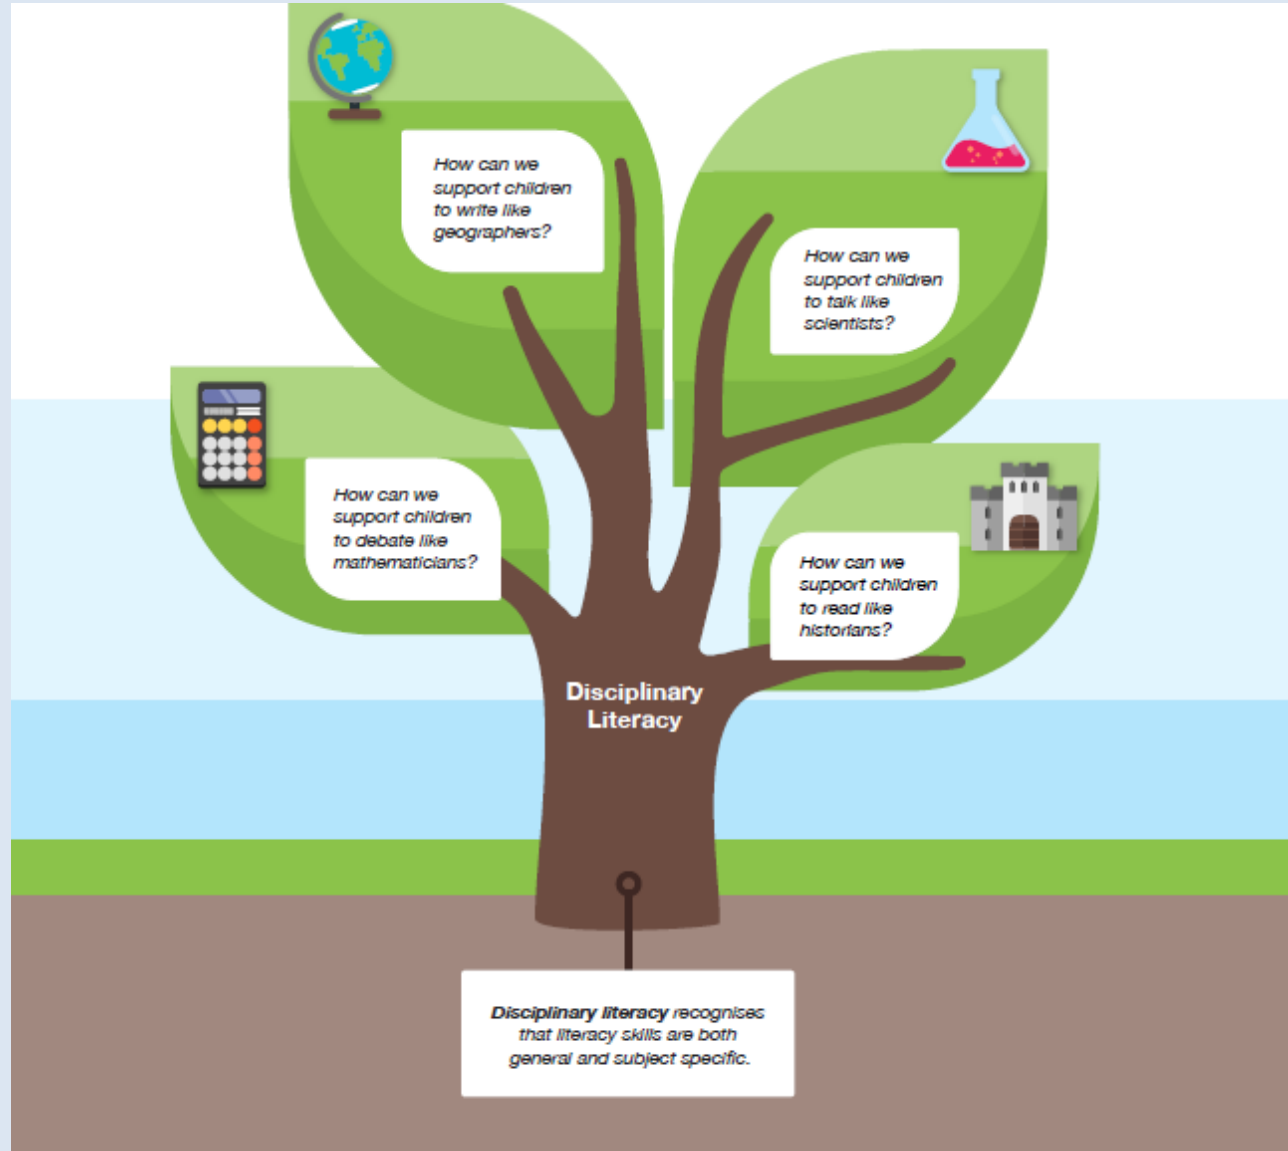 How can we
support children
to write like
geographers?
How can we
support children
to talk like
scientists?
How can we
support children
to debate like
mathematicians?
How can we
support children
to read like
historians?
Disciplinary
Literacy
Disciplinary literacy recognises
that literacy skills are both
general and subject specific.